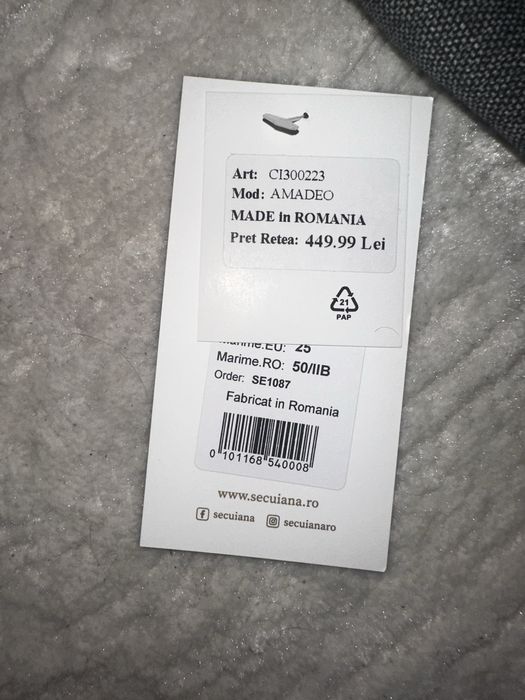 Art: CI300223
Mod: AMADEO
MADE in ROMANIA
Pret Retea: 449.99 Lei
21
PAP
Marime.EU: 25
Marime.RO: 50/IIB
Order: SE1087
Fabricat in Romania
0 101168 540008
www.secuiana.ro
secuiana secuianaro